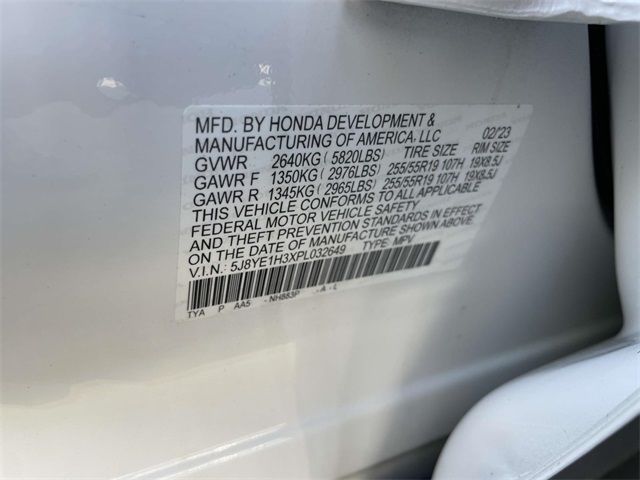 MFD. BY HONDA DEVELOPMENT &
MANUFACTURING OF AMERICA, LLC 02/23
GVWR 2640KG ( 5820LBS) TIRE SIZE RIM SIZE
GAWR F 1350KG ( 2976LBS) 255/55R19 107H 19X8.5J
GAWR R 1345KG ( 2965LBS) 255/55R19 107H 19X8.5J
THIS VEHICLE CONFORMS TO ALL APPLICABLE
FEDERAL MOTOR VEHICLE SAFETY
AND THEFT PREVENTION STANDARDS IN EFFECT
ON THE DATE OF MANUFACTURE SHOWN ABOVE.
V.I.N.: 5J8YE1H3XPL032649 TYPE: MPV
TYA P AA5 - NH883P - A - L